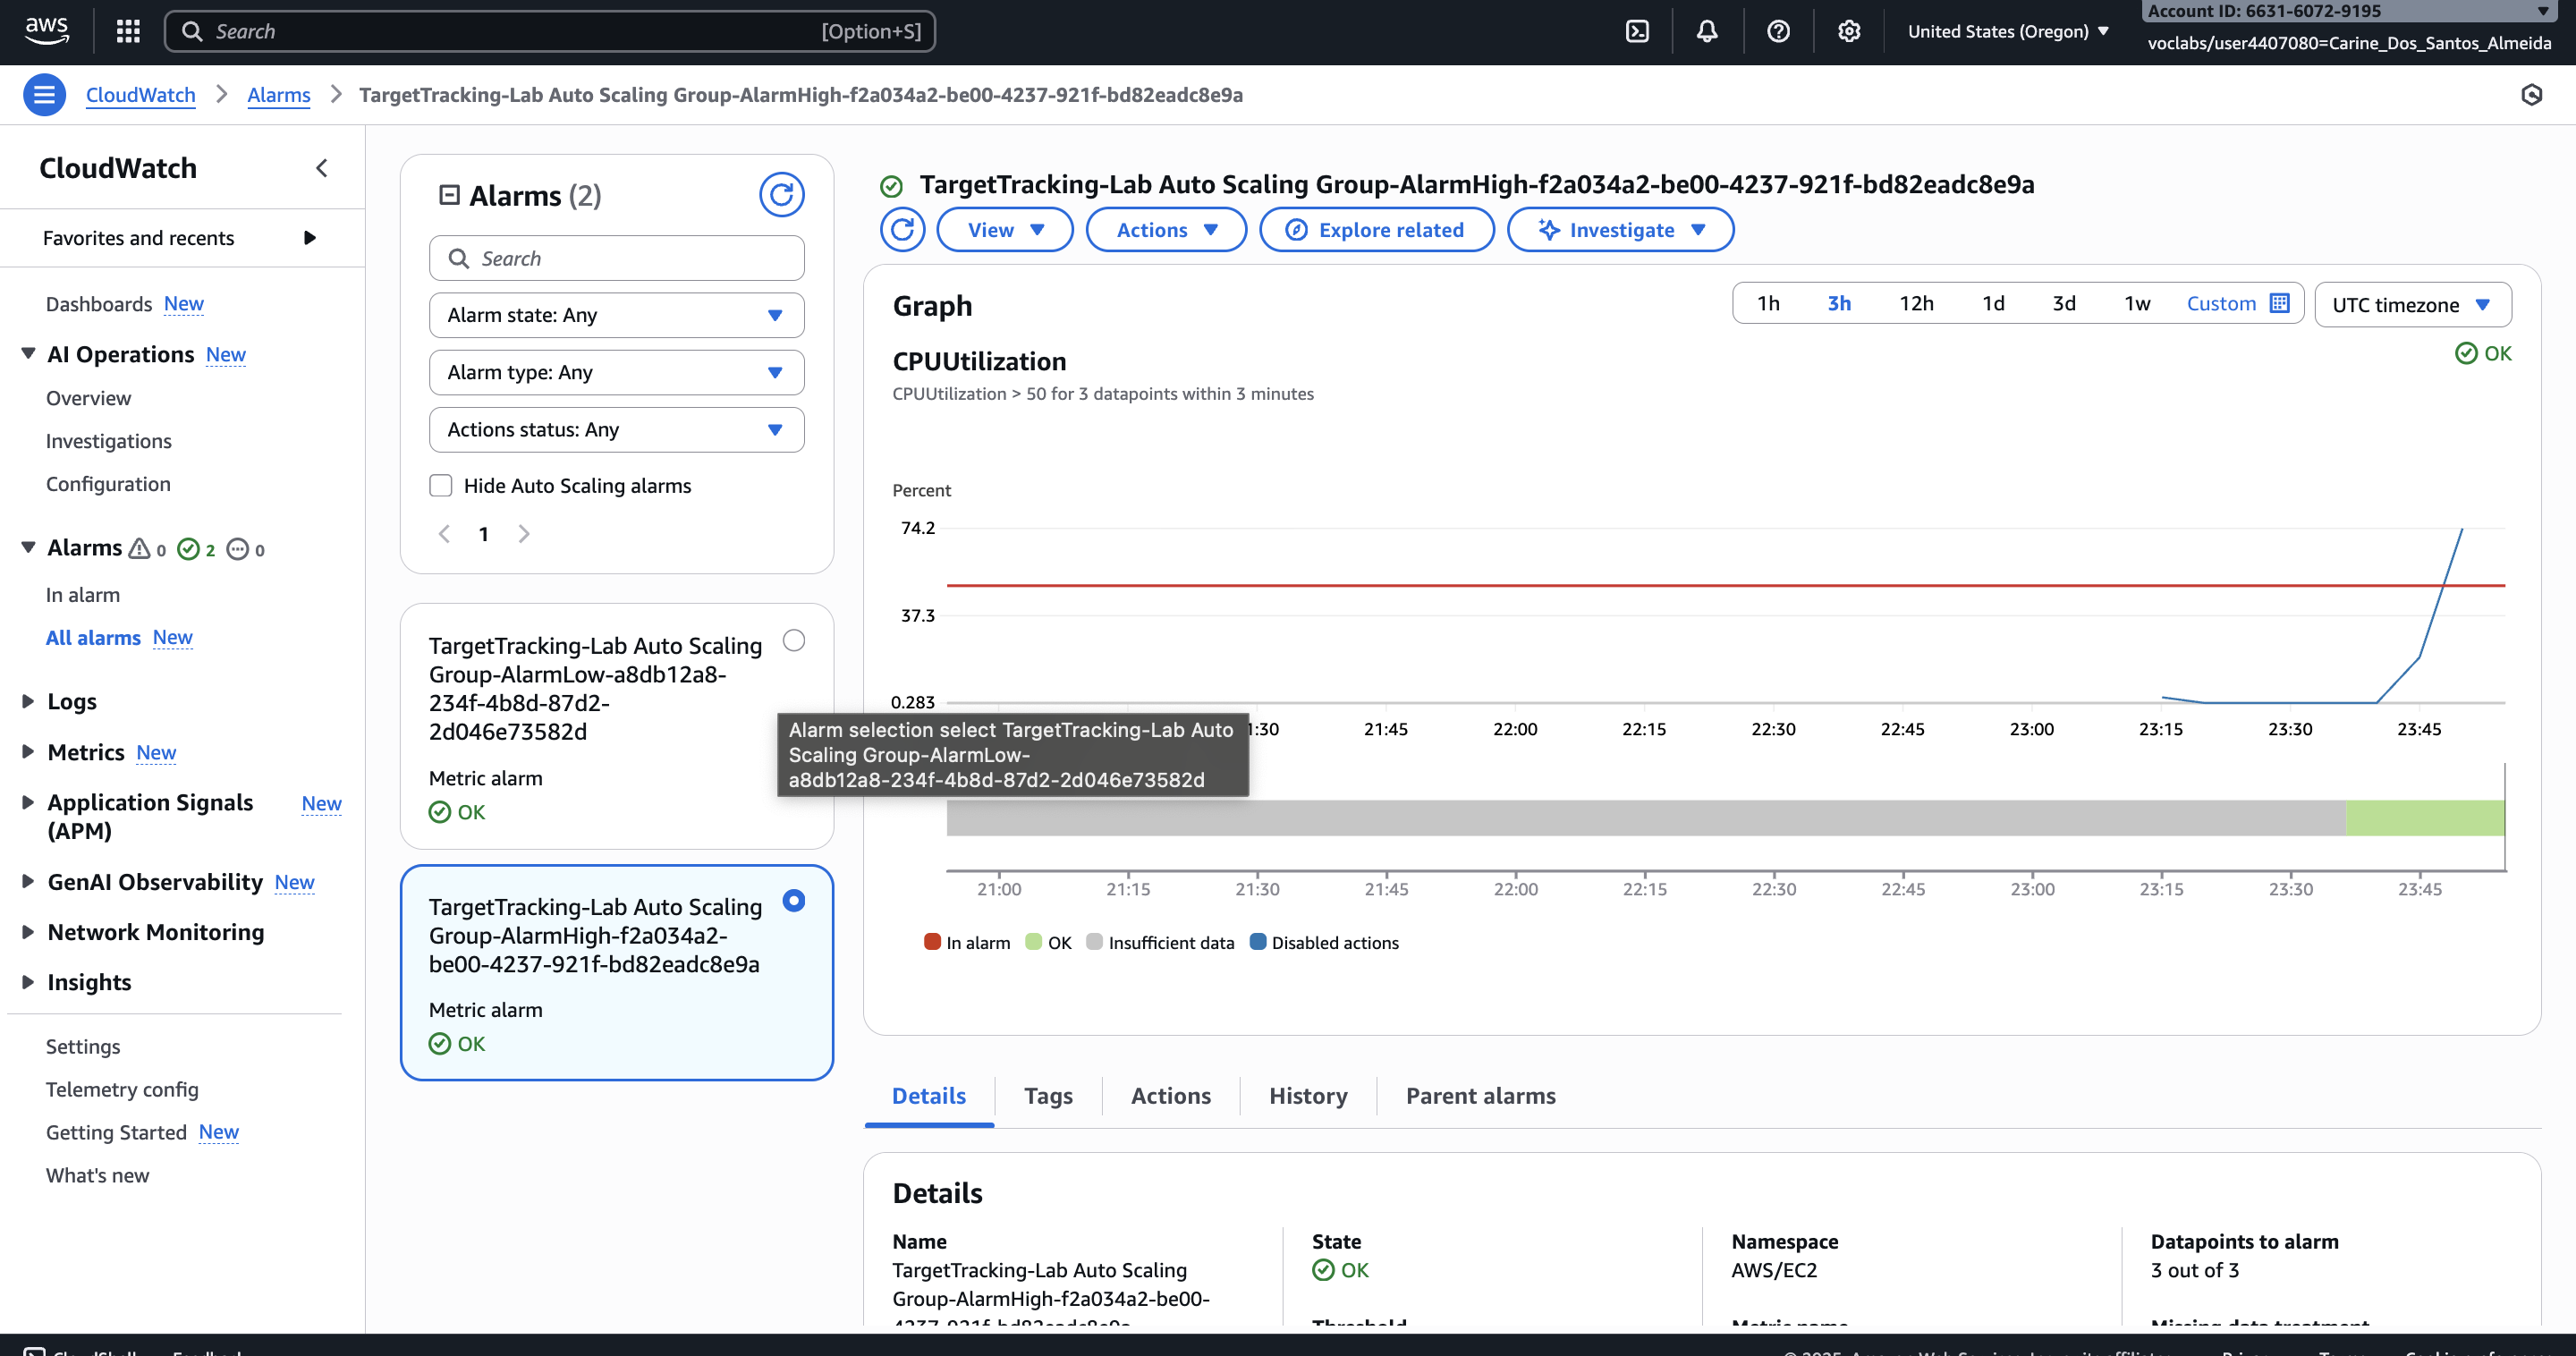 aws
Search
[Option+S]
United States (Oregon)
Account ID: 6631-6072-9195
voclabs/user4407080=Carine_Dos_Santos_Almeida
CloudWatch
Alarms
TargetTracking-Lab Auto Scaling Group-AlarmHigh-f2a034a2-be00-4237-921f-bd82eadc8e9a
CloudWatch
Favorites and recents
Dashboards New
AI Operations New
Overview
Investigations
Configuration
Alarms 0 2 0
In alarm
All alarms New
Logs
Metrics New
Application Signals New
(APM)
GenAI Observability New
Network Monitoring
Insights
Settings
Telemetry config
Getting Started New
What's new
Alarms (2)
Search
Alarm state: Any
Alarm type: Any
Actions status: Any
Hide Auto Scaling alarms
1
TargetTracking-Lab Auto Scaling
Group-AlarmLow-a8db12a8-
234f-4b8d-87d2-
2d046e73582d
Metric alarm
OK
TargetTracking-Lab Auto Scaling
Group-AlarmHigh-f2a034a2-
be00-4237-921f-bd82eadc8e9a
Metric alarm
OK
TargetTracking-Lab Auto Scaling Group-AlarmHigh-f2a034a2-be00-4237-921f-bd82eadc8e9a
View
Actions
Explore related
Investigate
Graph
1h 3h 12h 1d 3d 1w Custom
UTC timezone
CPUUtilization
OK
CPUUtilization > 50 for 3 datapoints within 3 minutes
Percent
74.2
37.3
0.283
1:30 21:45 22:00 22:15 22:30 22:45 23:00 23:15 23:30 23:45
Alarm selection select TargetTracking-Lab Auto
Scaling Group-AlarmLow-
a8db12a8-234f-4b8d-87d2-2d046e73582d
21:00 21:15 21:30 21:45 22:00 22:15 22:30 22:45 23:00 23:15 23:30 23:45
In alarm OK Insufficient data Disabled actions
Details Tags Actions History Parent alarms
Details
Name
TargetTracking-Lab Auto Scaling
Group-AlarmHigh-f2a034a2-be00-
4237-921f-bd82eadc8e9a
State
OK
Threshold
Namespace
AWS/EC2
Metric name
Datapoints to alarm
3 out of 3
Missing data treatment
CloudShell Feedback